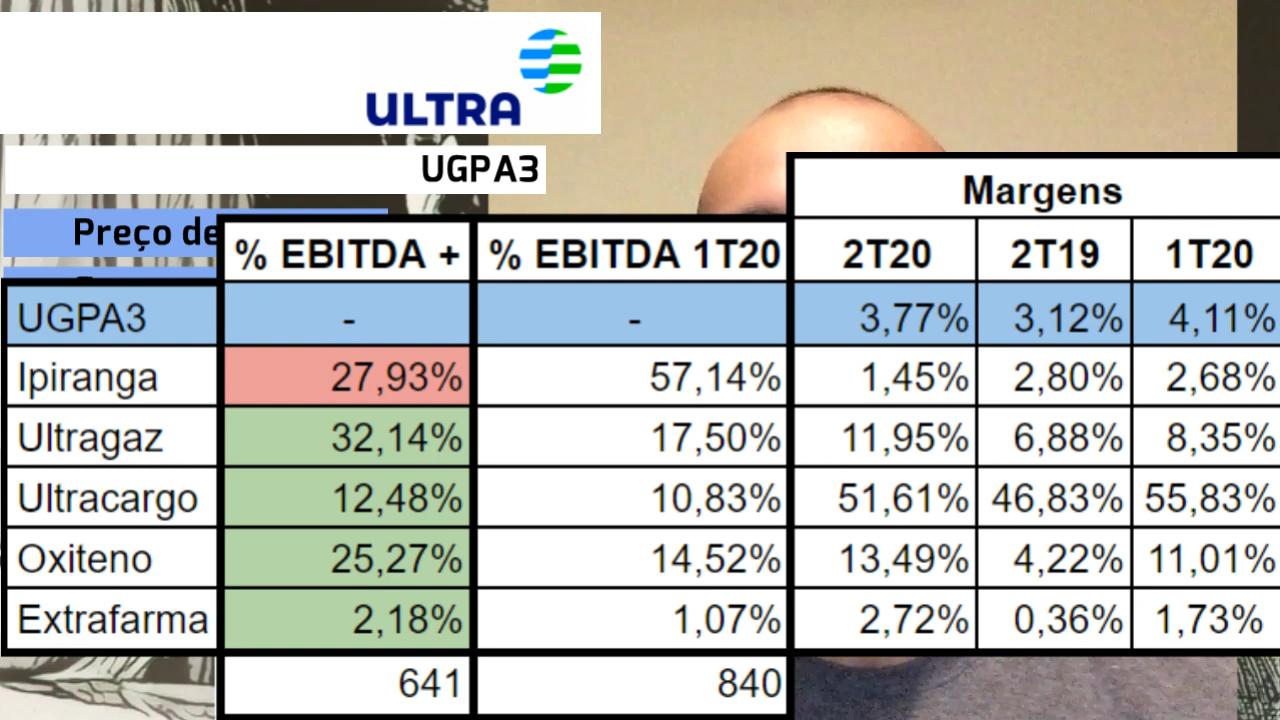 ULTRA
UGPA3
Preço de
Margens
% EBITDA + % EBITDA 1T20 2T20 2T19 1T20
UGPA3 - - 3,77% 3,12% 4,11%
Ipiranga 27,93% 57,14% 1,45% 2,80% 2,68%
Ultragaz 32,14% 17,50% 11,95% 6,88% 8,35%
Ultracargo 12,48% 10,83% 51,61% 46,83% 55,83%
Oxiteno 25,27% 14,52% 13,49% 4,22% 11,01%
Extrafarma 2,18% 1,07% 2,72% 0,36% 1,73%
641 840